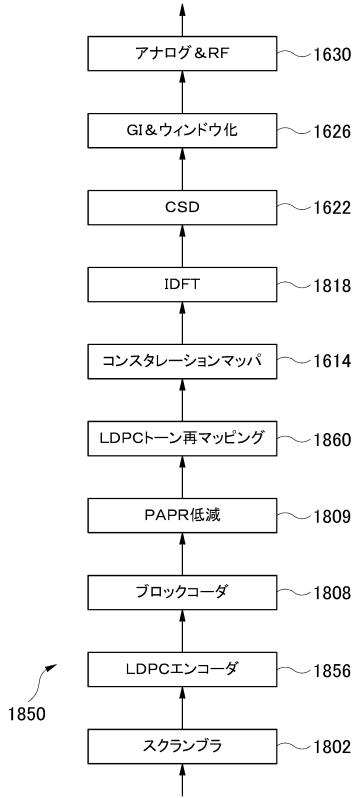 アナログ＆RF 1630
GI＆ウィンドウ化 1626
CSD 1622
IDFT 1818
コンスタレーションマッパ 1614
LDPCトーン再マッピング 1860
PAPR低減 1809
ブロックコーダ 1808
LDPCエンコーダ 1856
1850
スクランブラ 1802